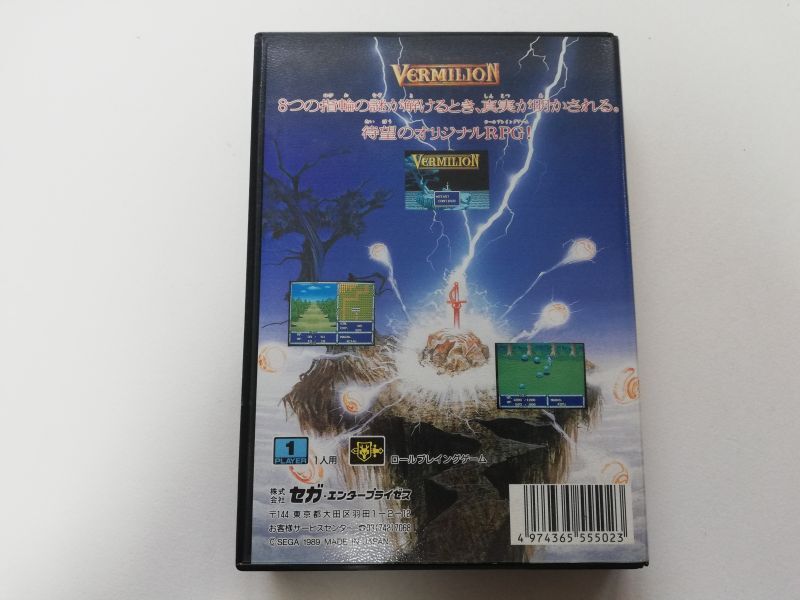 VERMILION
8つの指輪の謎が解けるとき、真実が明かされる。
待望のオリジナルRPG!
VERMILION
1
PLAYER
1人用
ロールプレイングゲーム
株式会社 セガ・エンタープライゼス
〒144 東京都大田区羽田1-2-12
お客様サービスセンター
© SEGA 1989 MADE IN JAPAN
4 974365 555023